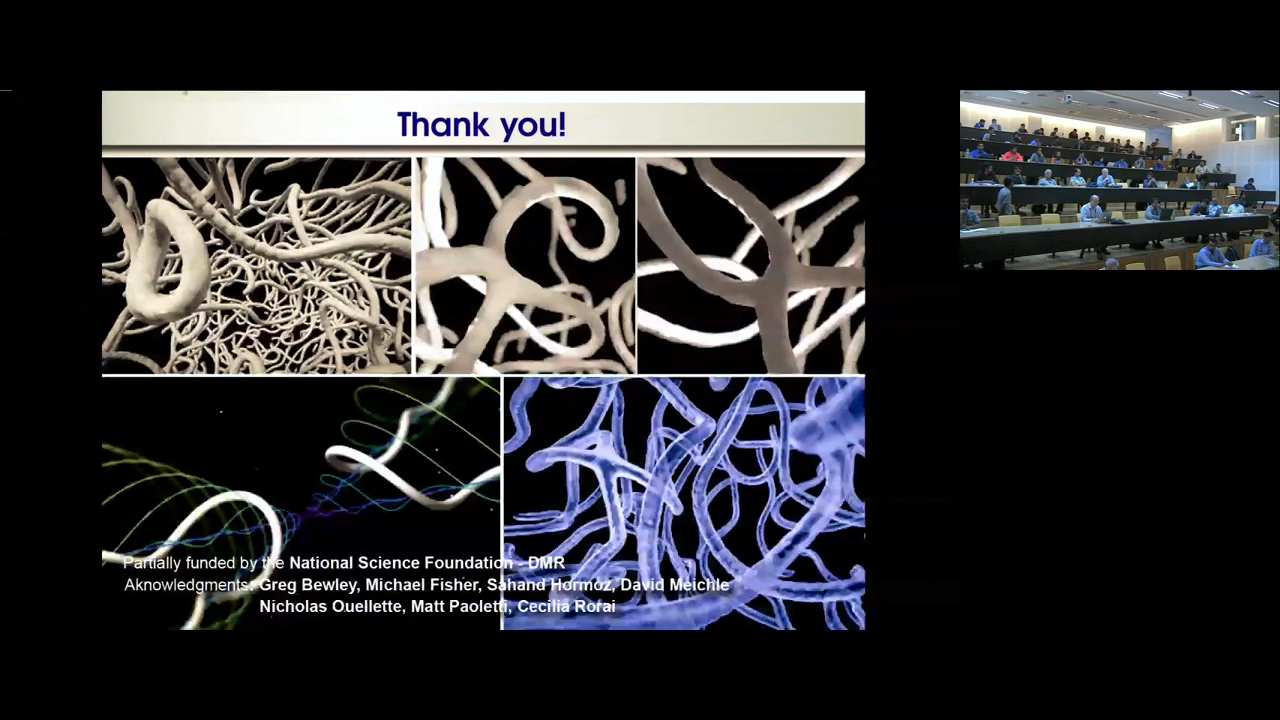 Thank you!
Partially funded by the National Science Foundation - DMR
Aknowledgments: Greg Bewley, Michael Fisher, Sahand Hormoz, David Meichle
Nicholas Ouellette, Matt Paoletti, Cecilia Rorai